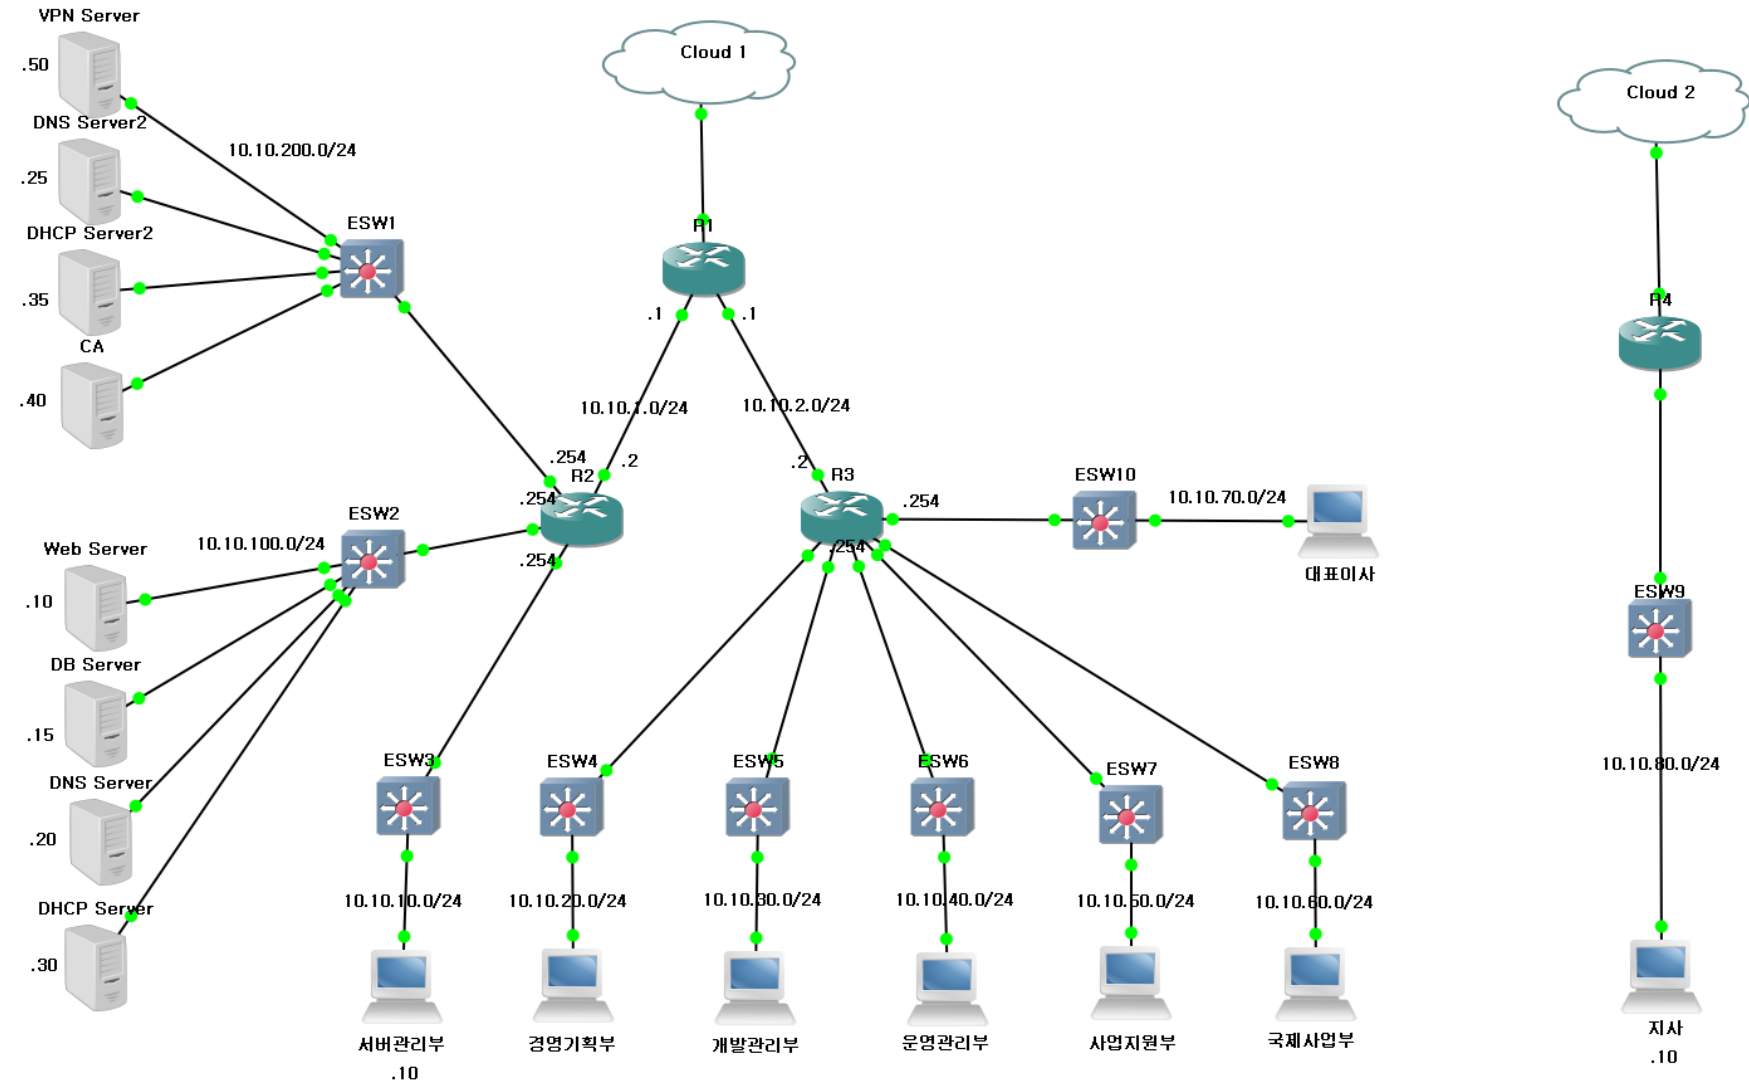 VPN Server
.50
DNS Server2
.25
DHCP Server2
.35
CA
.40
10.10.200.0/24
ESW1
Cloud 1
R1
.1
.1
10.10.1.0/24
10.10.2.0/24
.254
.2
R2
.254
.254
.2
R3
.254
.254
ESW10
10.10.70.0/24
대표이사
ESW2
10.10.100.0/24
Web Server
.10
DB Server
.15
DNS Server
.20
DHCP Server
.30
ESW3
ESW4
ESW5
ESW6
ESW7
ESW8
10.10.10.0/24
10.10.20.0/24
10.10.30.0/24
10.10.40.0/24
10.10.50.0/24
10.10.60.0/24
서버관리부
.10
경영기획부
개발관리부
운영관리부
사업지원부
국제사업부
Cloud 2
R4
ESW9
10.10.80.0/24
지사
.10